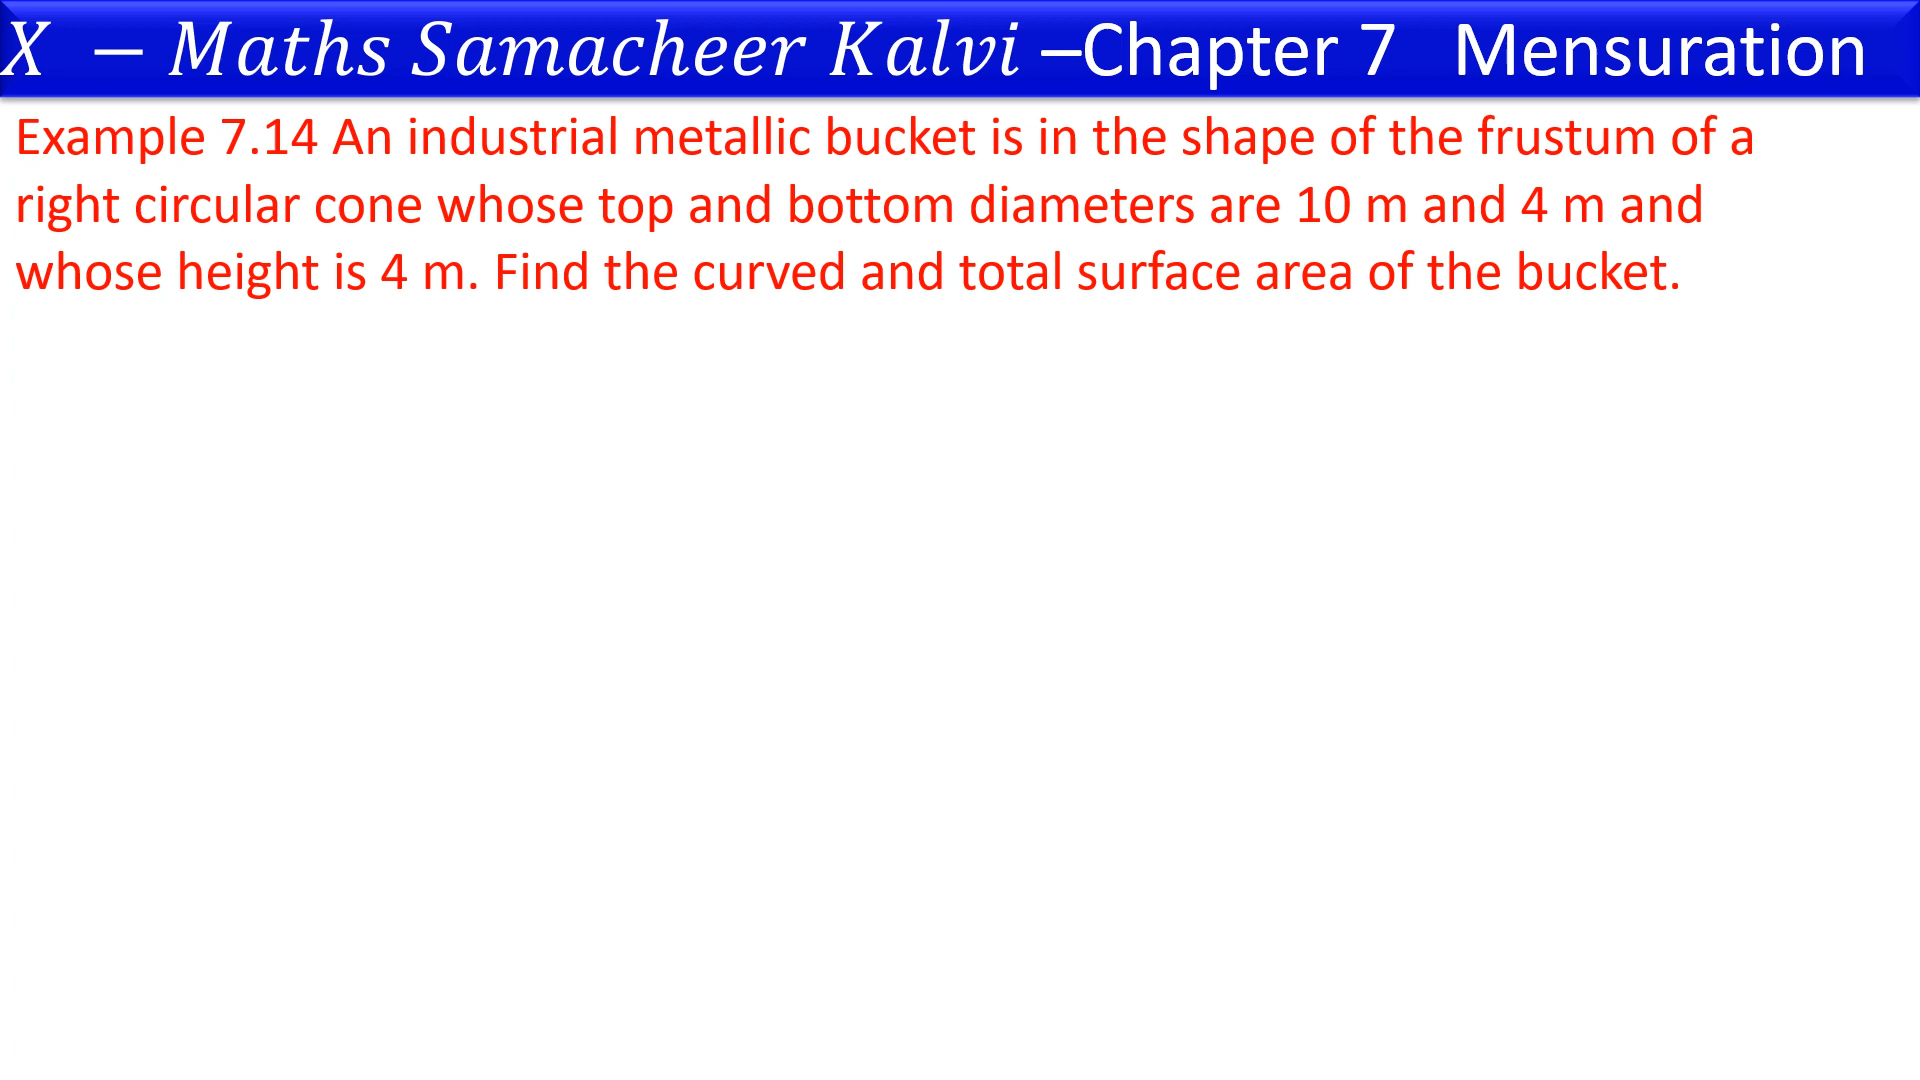 X – Maths Samacheer Kalvi –Chapter 7 Mensuration
Example 7.14 An industrial metallic bucket is in the shape of the frustum of a
right circular cone whose top and bottom diameters are 10 m and 4 m and
whose height is 4 m. Find the curved and total surface area of the bucket.